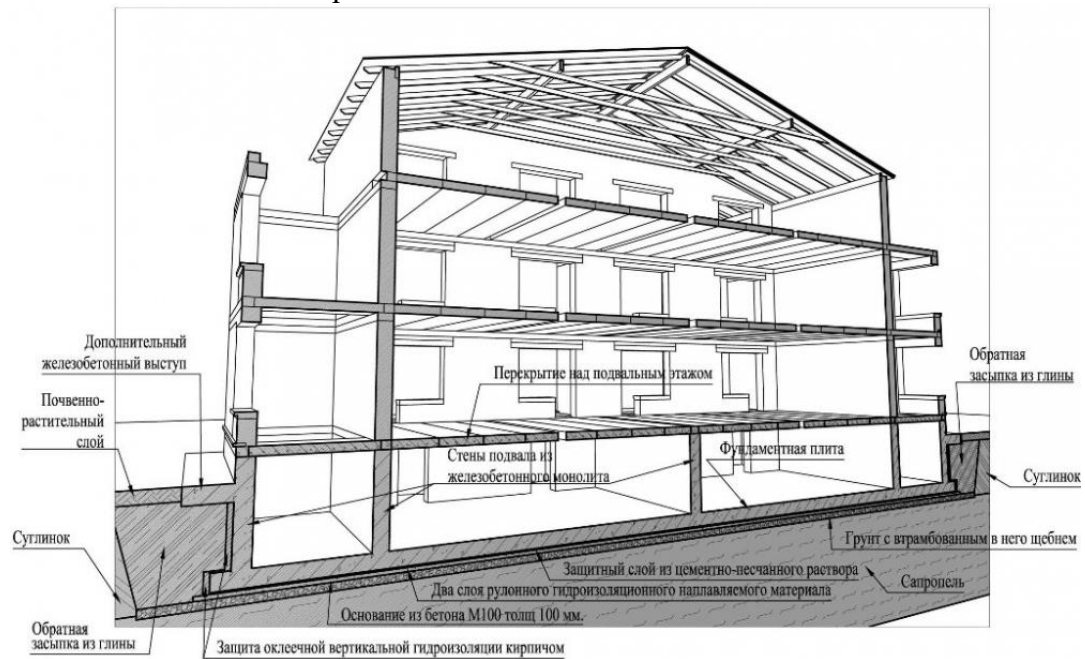 Дополнительный
железобетонный выступ
Почвенно-
растительный
слой
Перекрытие над подвальным этажом
Обратная
засыпка из глины
Стены подвала из
железобетонного монолита
Фундаментная плита
Суглинок
Суглинок
Грунт с втрамбованным в него щебнем
Защитный слой из цементно-песчанного раствора
Сапропель
Два слоя рулонного гидроизоляционного наплавляемого материала
Основание из бетона М100 толщ 100 мм.
Обратная
засыпка из глины
Защита оклеечной вертикальной гидроизоляции кирпичом